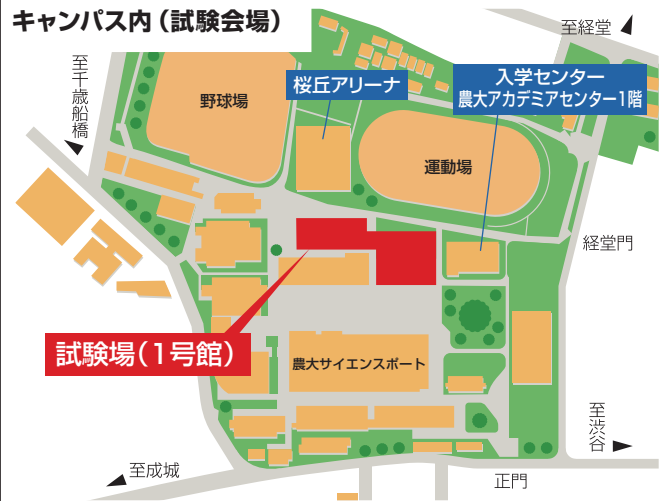 キャンパス内（試験会場）
至経堂
至千歳船橋
野球場
桜丘アリーナ
入学センター
農大アカデミアセンター1階
運動場
経堂門
試験場（1号館）
農大サイエンスポート
至渋谷
至成城
正門